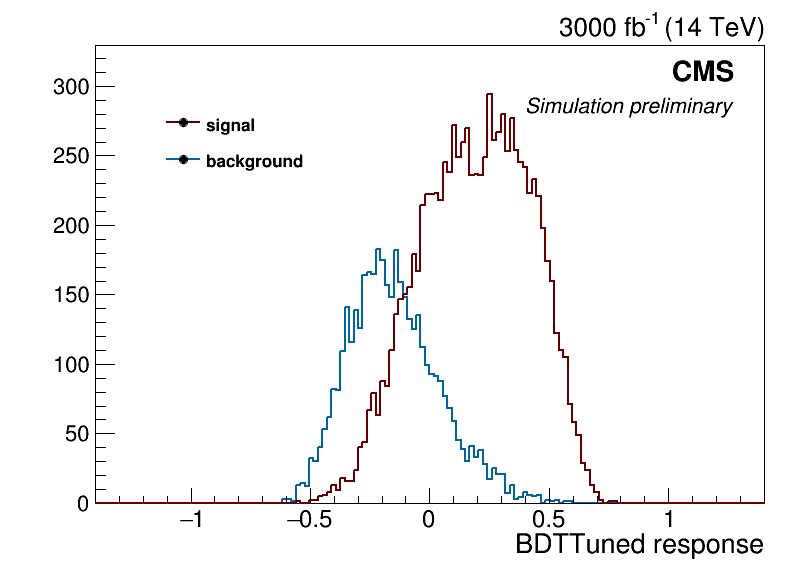 3000 fb-1 (14 TeV)
CMS
Simulation preliminary
signal
background
300
250
200
150
100
50
0
−1
−0.5
0
0.5
1
BDTTuned response